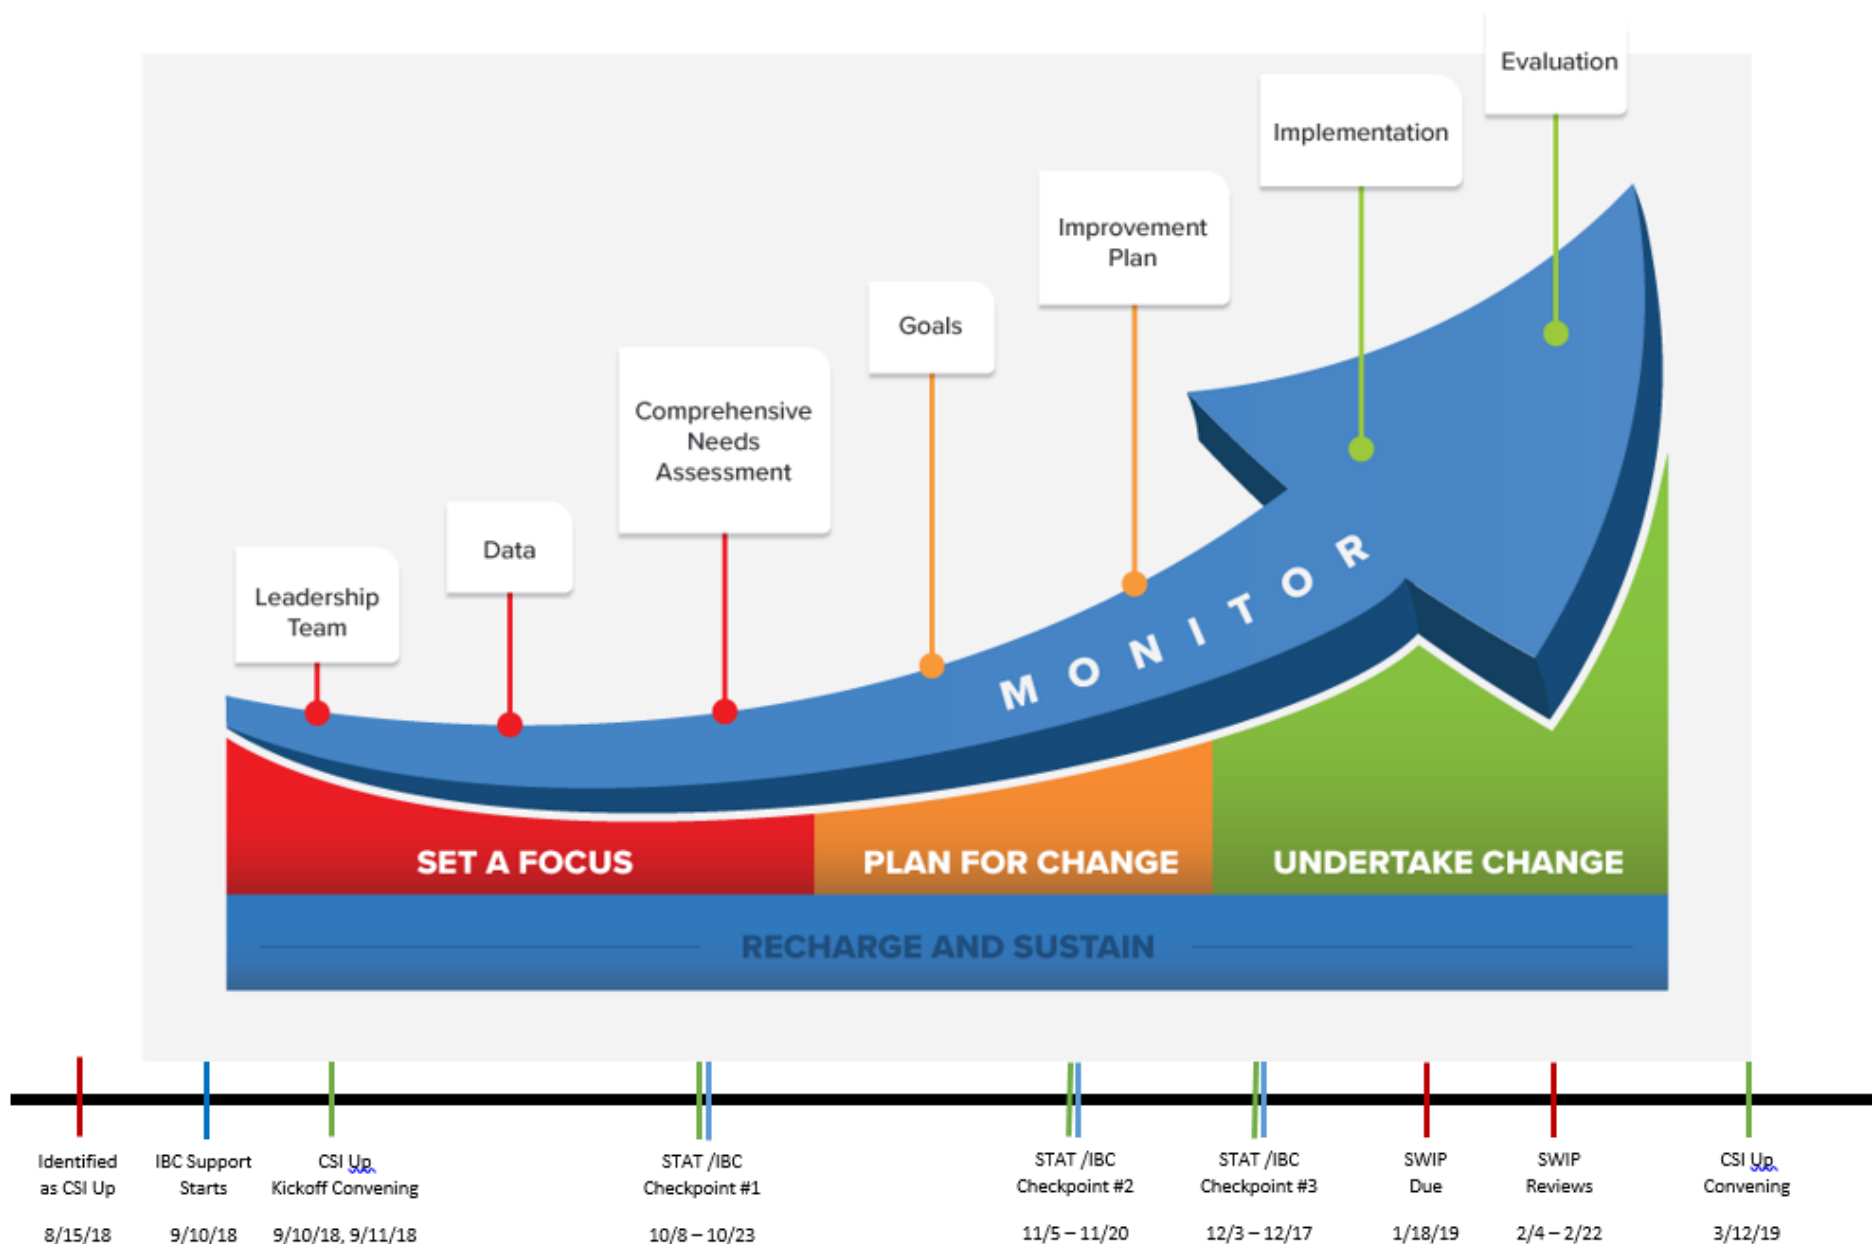 Evaluation
Implementation
Improvement
Plan
Goals
Comprehensive
Needs
Assessment
Data
Leadership
Team
MONITOR
SET A FOCUS
PLAN FOR CHANGE
UNDERTAKE CHANGE
RECHARGE AND SUSTAIN
Identified
as CSI Up
8/15/18
IBC Support
Starts
9/10/18
CSI Up
Kickoff Convening
9/10/18, 9/11/18
STAT /IBC
Checkpoint #1
10/8 – 10/23
STAT /IBC
Checkpoint #2
11/5 – 11/20
STAT /IBC
Checkpoint #3
12/3 – 12/17
SWIP
Due
1/18/19
SWIP
Reviews
2/4 – 2/22
CSI Up
Convening
3/12/19